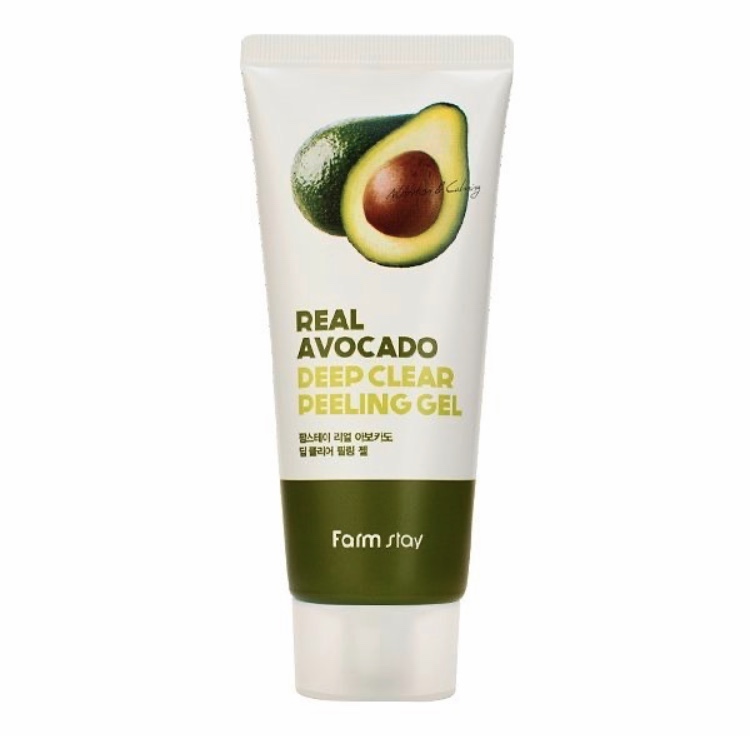 & Calming
REAL
AVOCADO
DEEP CLEAR
PEELING GEL
팜스테이 리얼 아보카도
딥 클리어 필링 젤
Farm stay